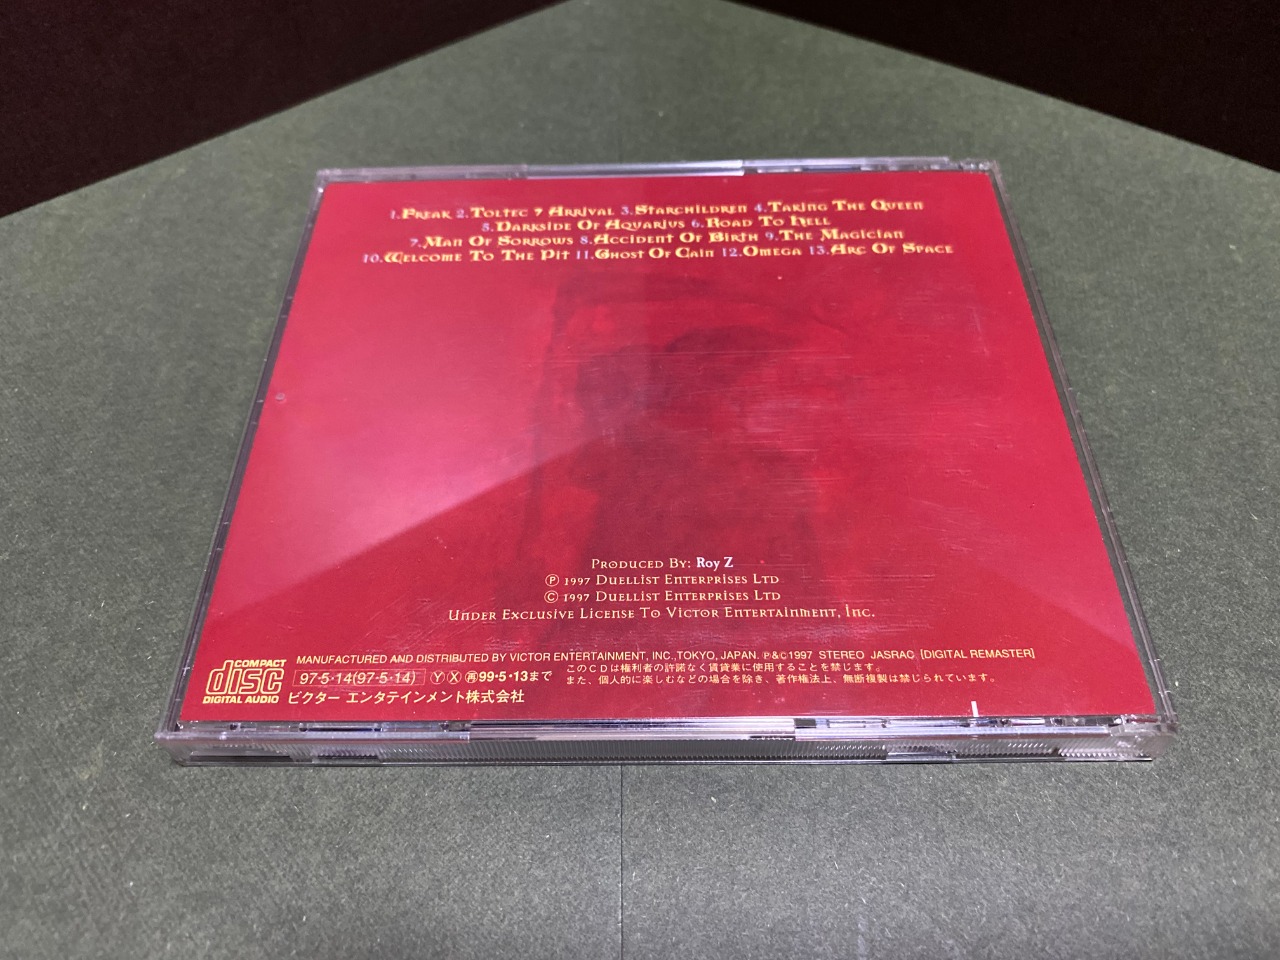 1.Freak 2.Toltec 7 Arrival 3.Starchildren 4.Taking The Queen
5.Darkside Of Aquarius 6.Road To Hell
7.Man Of Sorrows 8.Accident Of Birth 9.The Magician
10.Welcome To The Pit 11.Ghost Of Cain 12.Omega 13.Arc Of Space
Produced By: Roy Z
Ⓟ 1997 Duellist Enterprises Ltd
© 1997 Duellist Enterprises Ltd
Under Exclusive License To Victor Entertainment, Inc.
COMPACT
disc
DIGITAL AUDIO
MANUFACTURED AND DISTRIBUTED BY VICTOR ENTERTAINMENT, INC.,TOKYO, JAPAN. Ⓟ&©1997 STEREO JASRAC [DIGITAL REMASTER]
97·5·14(97·5·14) Ⓨ Ⓧ ㊞99·5·13まで
ビクター エンタテインメント株式会社
このCDは権利者の許諾なく賃貸業に使用することを禁じます。
また、個人的に楽しむなどの場合を除き、著作権法上、無断複製は禁じられています。